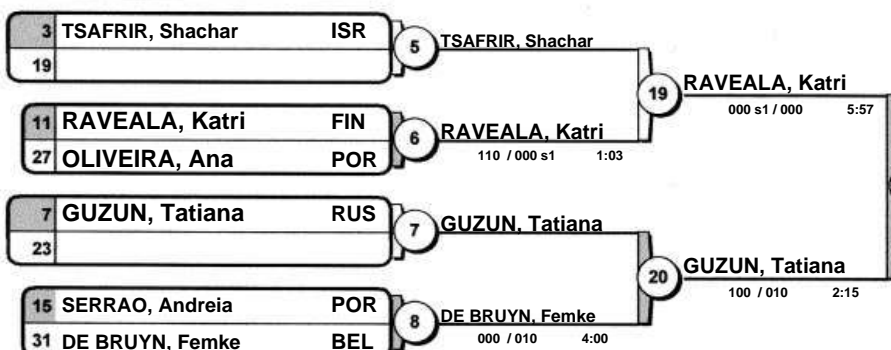 3 TSAFRIR, Shachar ISR
19
5
TSAFRIR, Shachar
11 RAVEALA, Katri FIN
27 OLIVEIRA, Ana POR
6
RAVEALA, Katri
110 / 000 s1 1:03
19
RAVEALA, Katri
000 s1 / 000 5:57
7 GUZUN, Tatiana RUS
23
7
GUZUN, Tatiana
15 SERRAO, Andreia POR
31 DE BRUYN, Femke BEL
8
DE BRUYN, Femke
000 / 010 4:00
20
GUZUN, Tatiana
100 / 010 2:15